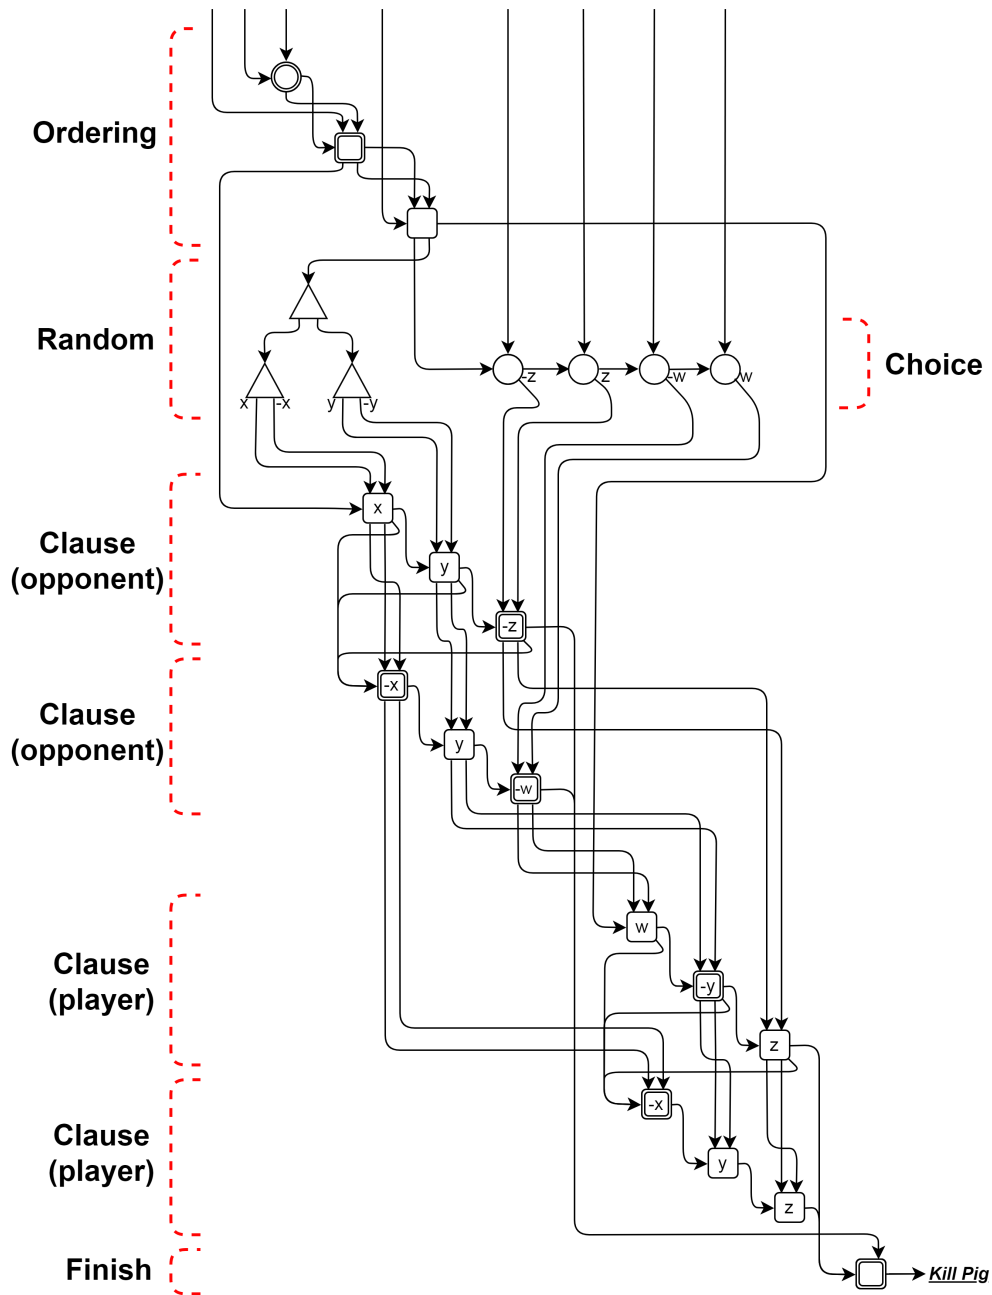 Ordering
Random
Choice
-z
z
-w
w
x
-x
y
-y
Clause
(opponent)
x
y
-z
Clause
(opponent)
-x
y
-w
Clause
(player)
w
-y
z
Clause
(player)
-x
y
z
Finish
Kill Pig